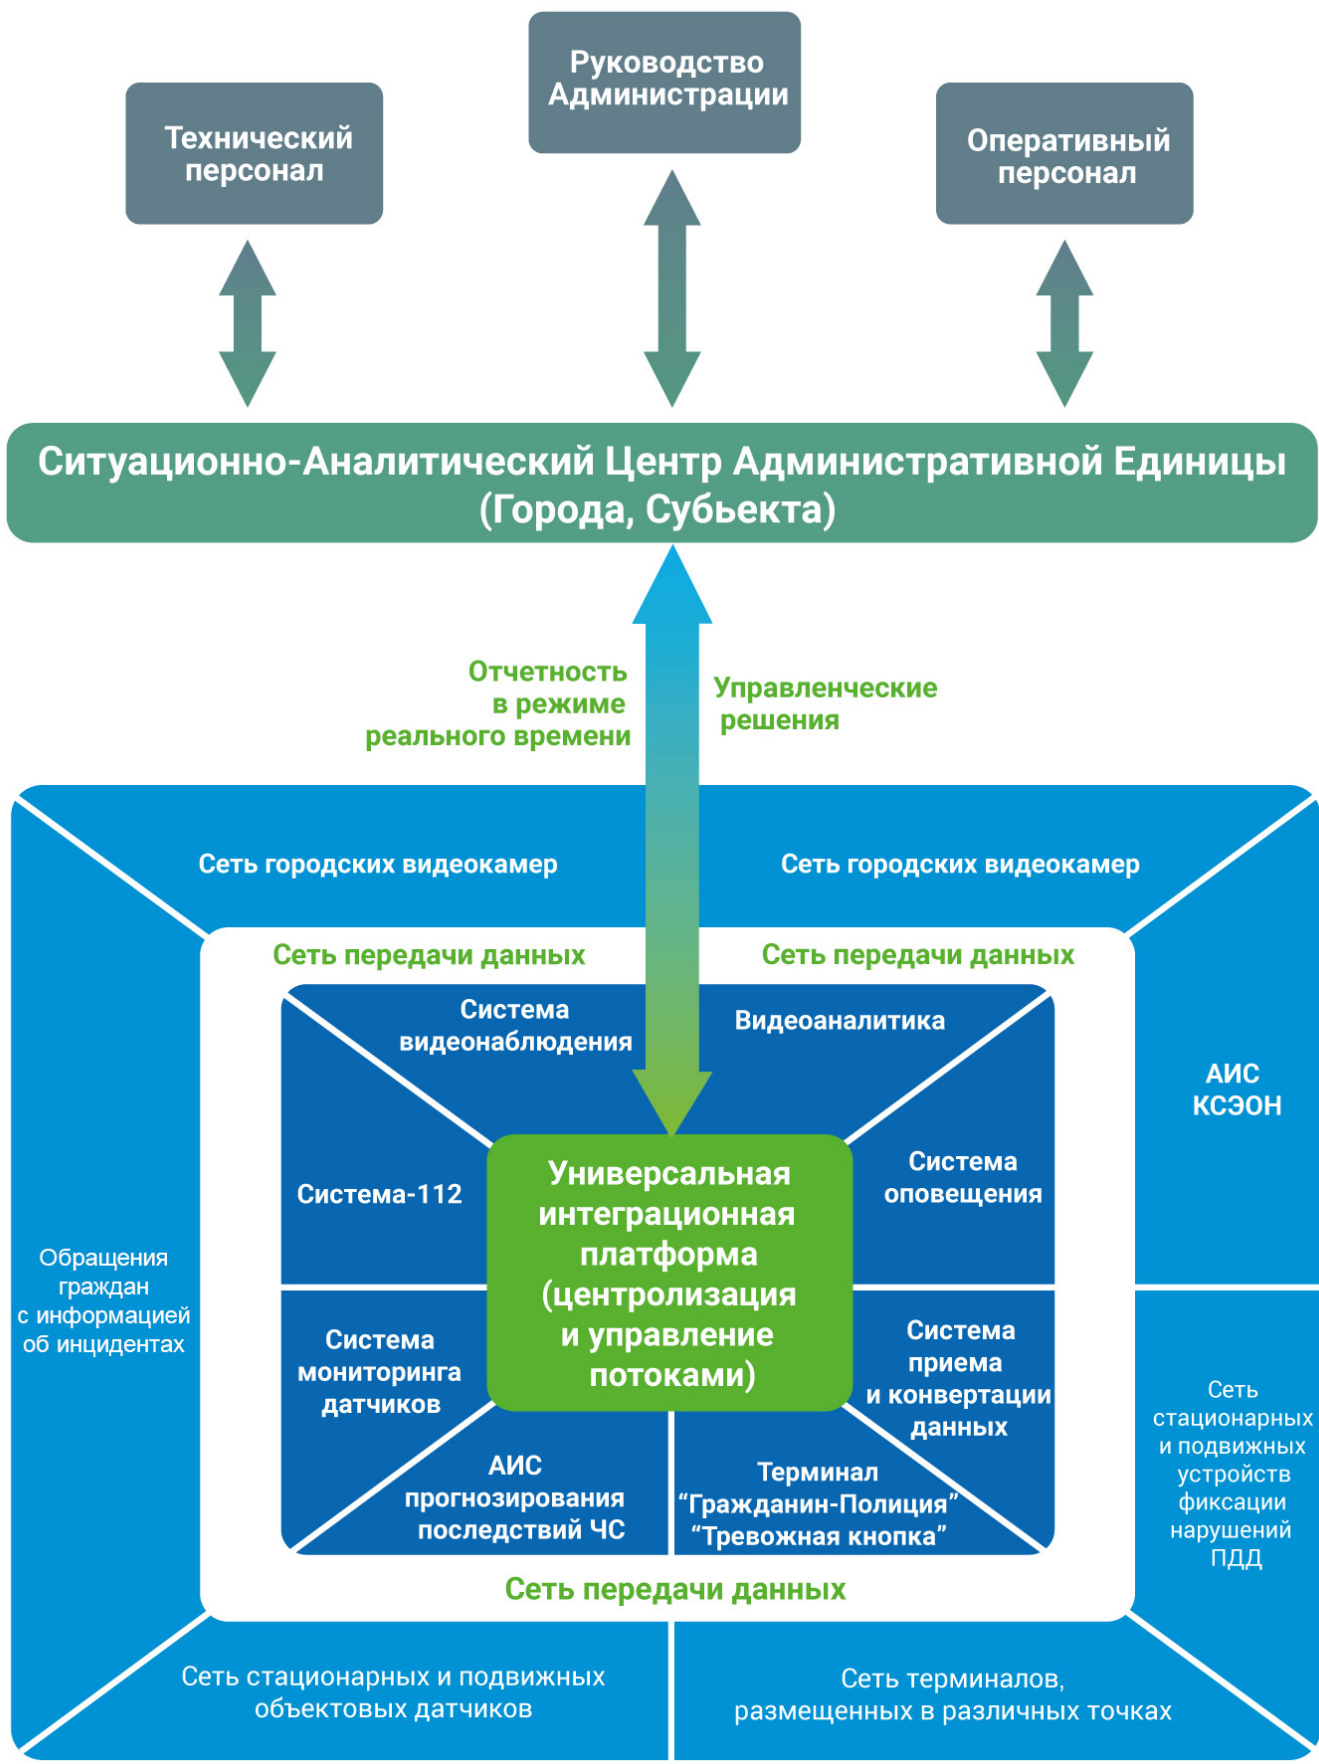 Руководство
Администрации
Технический
персонал
Оперативный
персонал
Ситуационно-Аналитический Центр Административной Единицы
(Города, Субьекта)
Отчетность
в режиме
реального времени
Управленческие
решения
Сеть городских видеокамер
Сеть городских видеокамер
Сеть передачи данных
Сеть передачи данных
Система
видеонаблюдения
Видеоаналитика
АИС
КСЭОН
Система-112
Система
оповещения
Универсальная
интеграционная
платформа
(центролизация
и управление
потоками)
Обращения
граждан
с информацией
об инцидентах
Система
мониторинга
датчиков
Система
приема
и конвертации
данных
Сеть
стационарных
и подвижных
устройств
фиксации
нарушений
ПДД
АИС
прогнозирования
последствий ЧС
Терминал
“Гражданин-Полиция”
“Тревожная кнопка”
Сеть передачи данных
Сеть стационарных и подвижных
объектовых датчиков
Сеть терминалов,
размещенных в различных точках